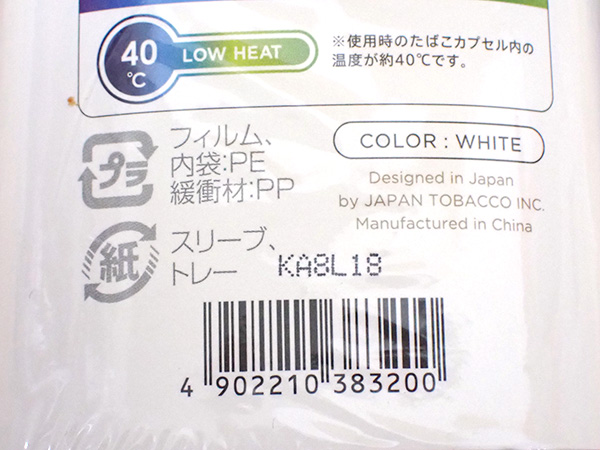 40
℃
LOW HEAT
※使用時のたばこカプセル内の
温度が約40℃です。
プラ
フィルム、
内袋:PE
緩衝材:PP
COLOR : WHITE
Designed in Japan
by JAPAN TOBACCO INC.
Manufactured in China
紙
スリーブ、
トレー
KA8L18
4 902210 383200